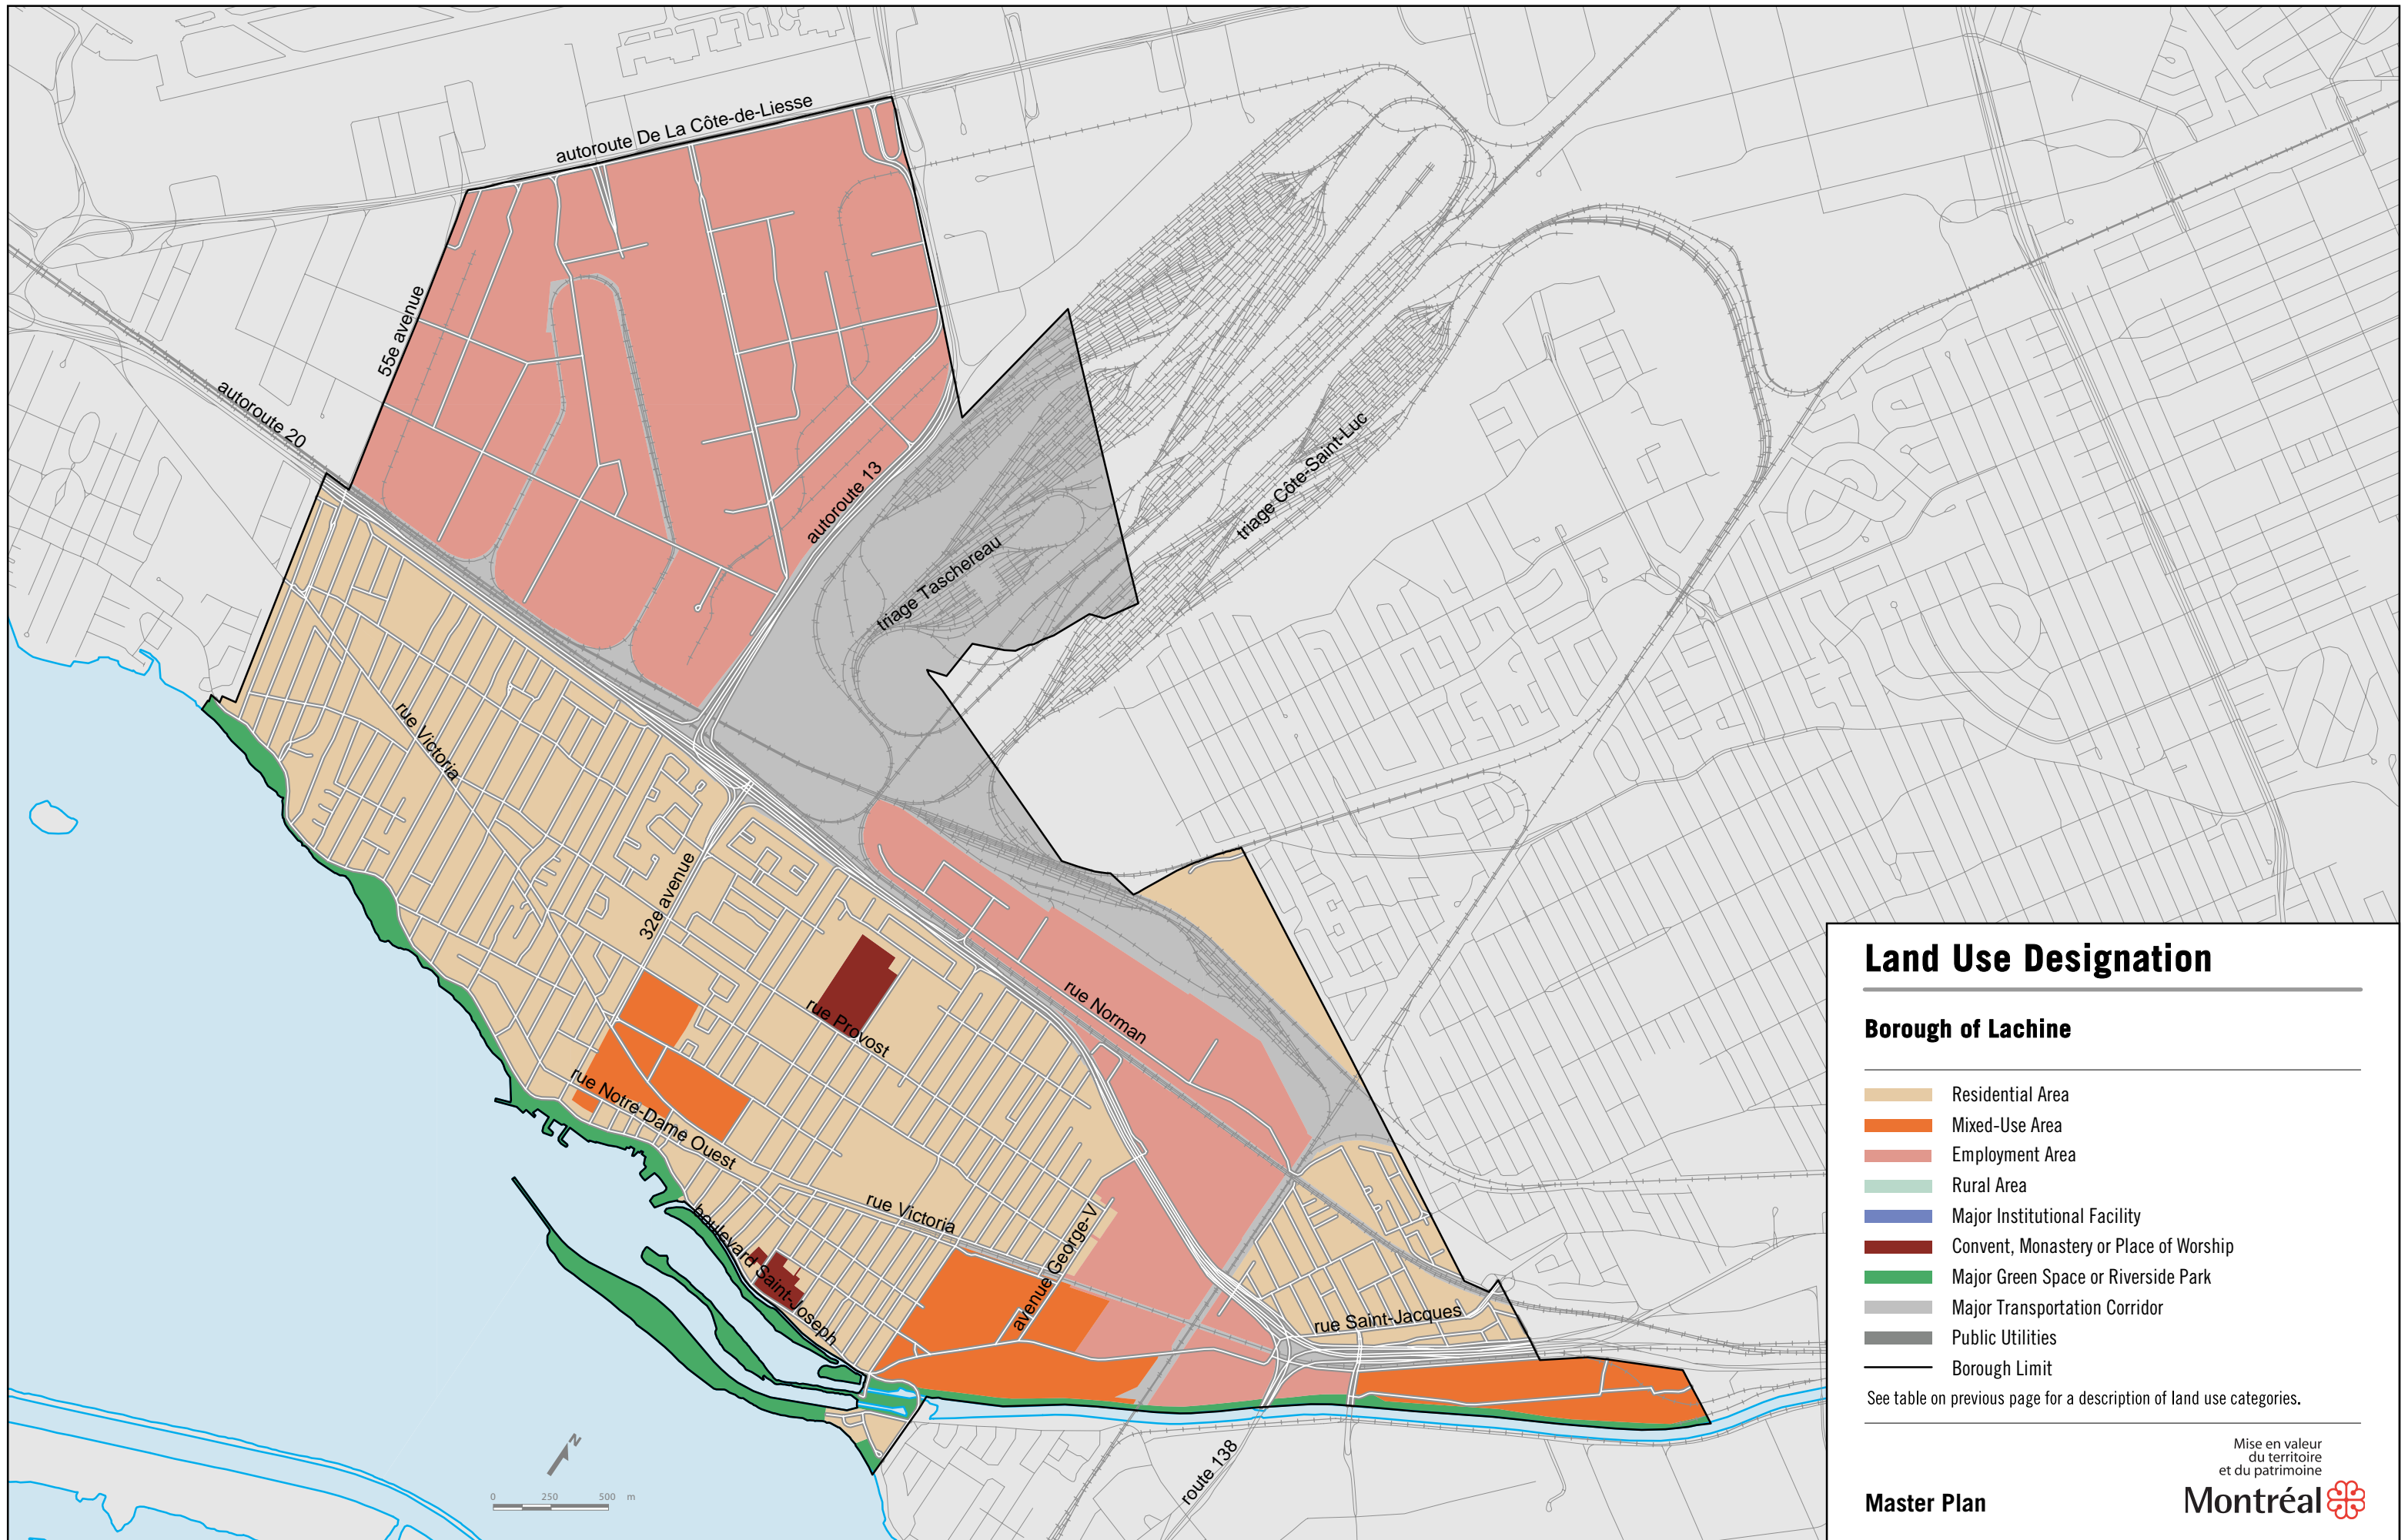 autoroute De La Côte-de-Liesse
55e avenue
autoroute 20
autoroute 13
triage Côte-Saint-Luc
triage Taschereau
rue Victoria
32e avenue
rue Provost
rue Norman
rue Notre-Dame Ouest
rue Victoria
boulevard Saint-Joseph
avenue George-V
rue Saint-Jacques
route 138
N
0 250 500 m
Land Use Designation
Borough of Lachine
Residential Area
Mixed-Use Area
Employment Area
Rural Area
Major Institutional Facility
Convent, Monastery or Place of Worship
Major Green Space or Riverside Park
Major Transportation Corridor
Public Utilities
Borough Limit
See table on previous page for a description of land use categories.
Mise en valeur
du territoire
et du patrimoine
Master Plan
Montréal